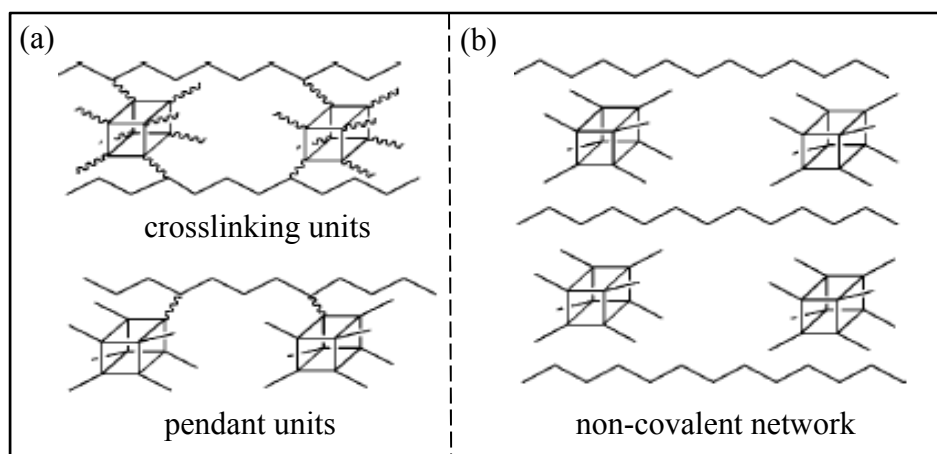 (a)
crosslinking units
pendant units
(b)
non-covalent network